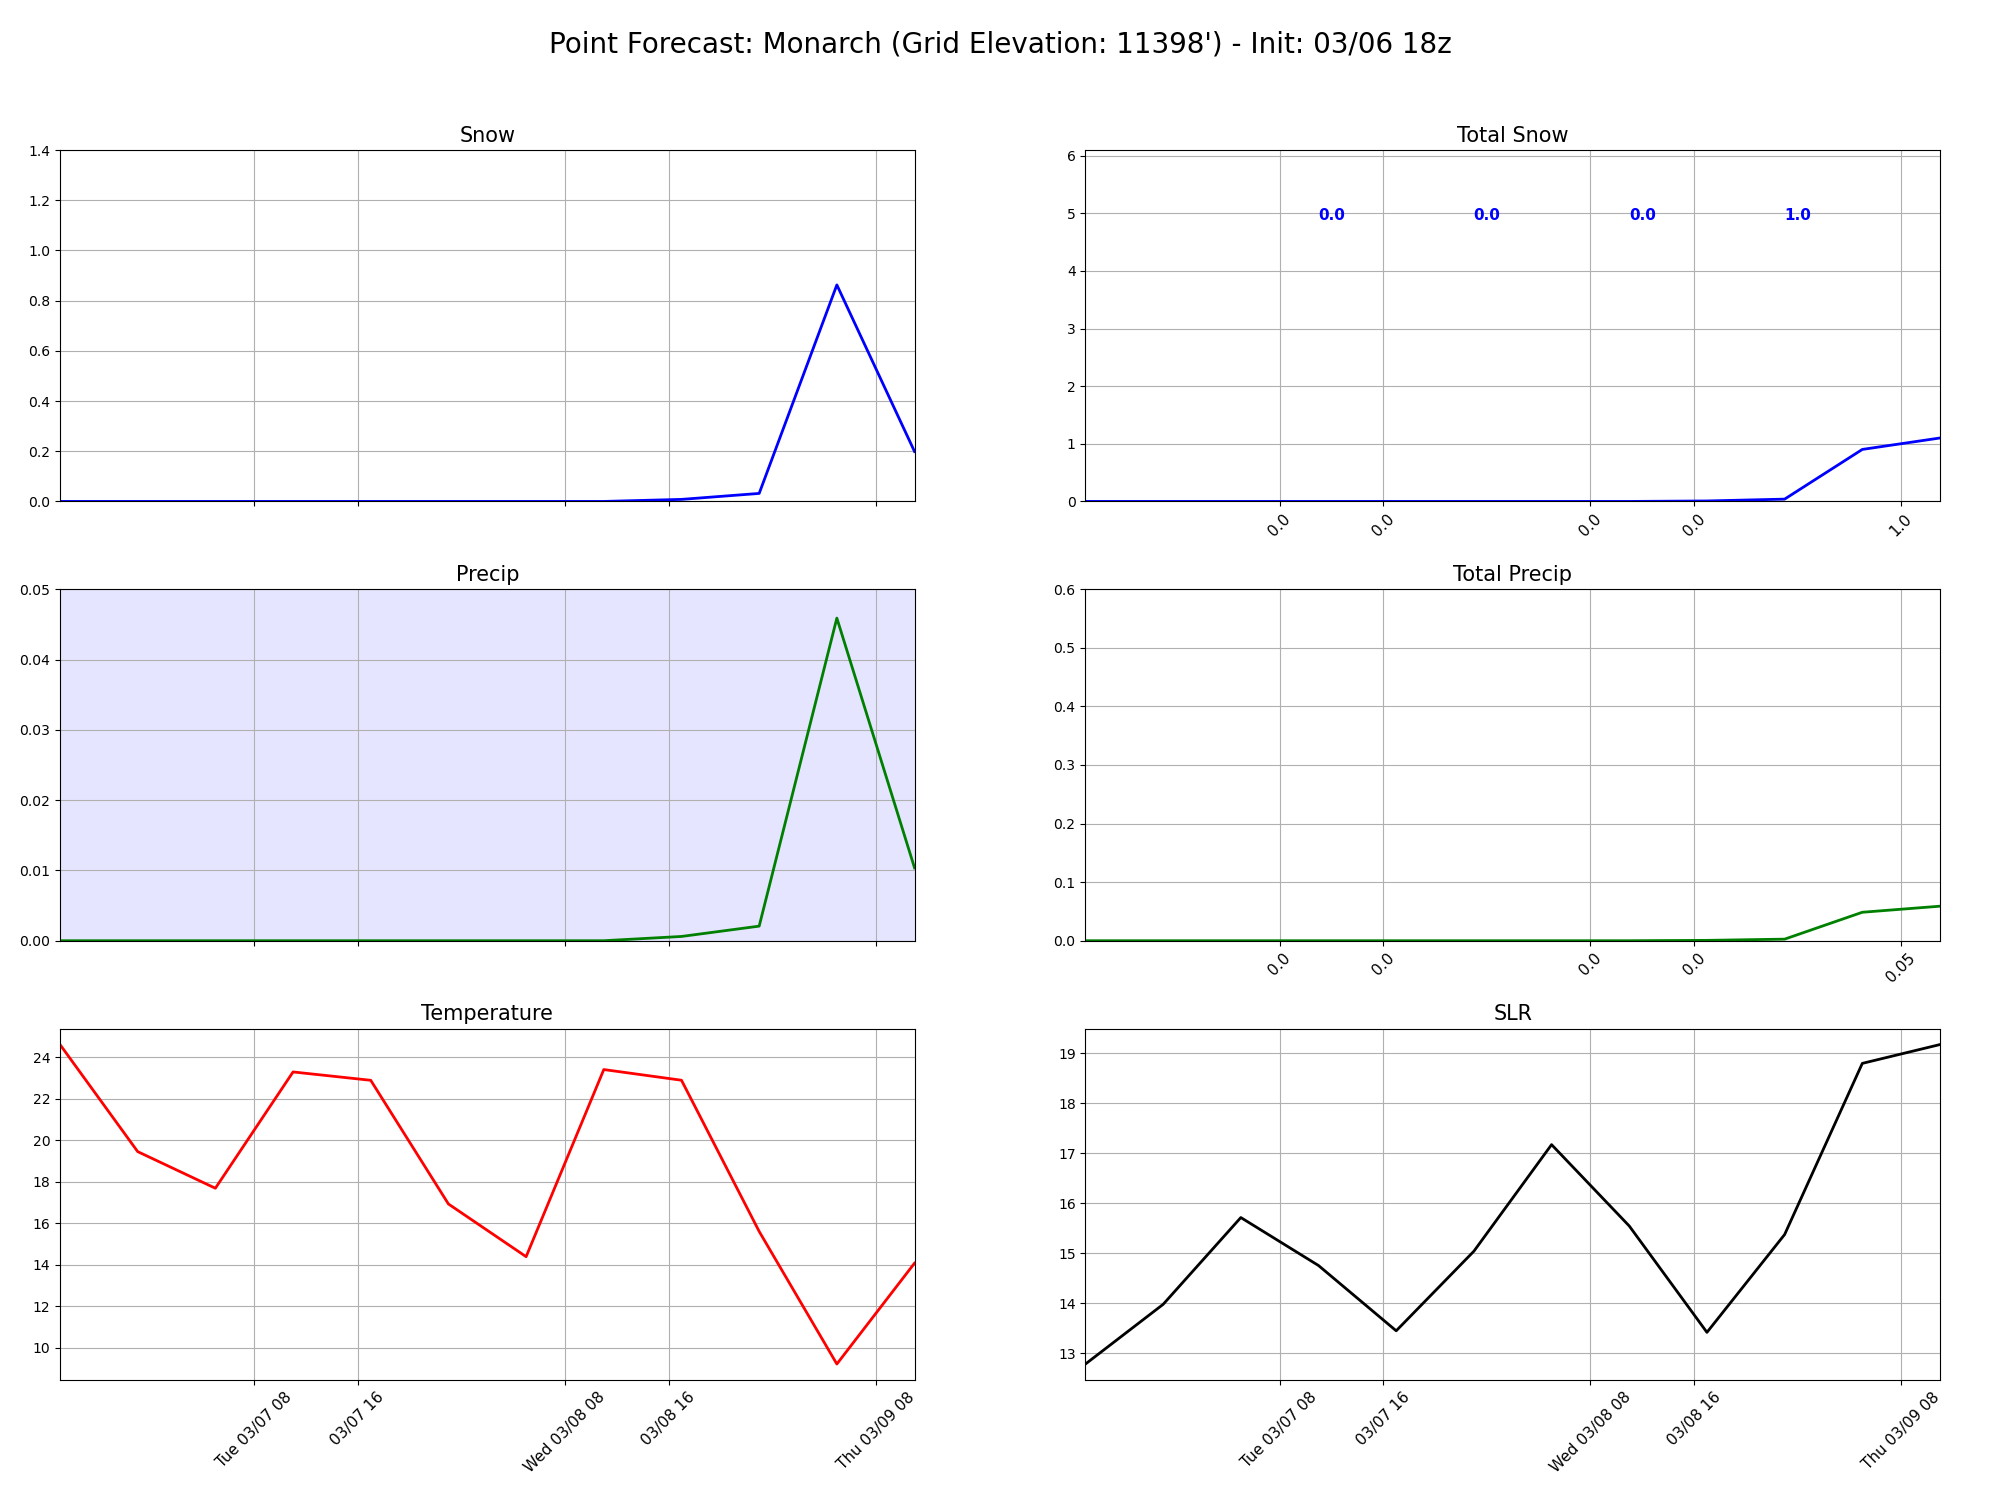 Point Forecast: Monarch (Grid Elevation: 11398') - Init: 03/06 18z
Snow
1.4
1.2
1.0
0.8
0.6
0.4
0.2
0.0
Total Snow
6
5
4
3
2
1
0
0.0 0.0 0.0 1.0
0.0 0.0 0.0 0.0 1.0
Precip
0.05
0.04
0.03
0.02
0.01
0.00
Total Precip
0.6
0.5
0.4
0.3
0.2
0.1
0.0
0.0 0.0 0.0 0.0 0.05
Temperature
24
22
20
18
16
14
12
10
Tue 03/07 08
03/07 16
Wed 03/08 08
03/08 16
Thu 03/09 08
SLR
19
18
17
16
15
14
13
Tue 03/07 08
03/07 16
Wed 03/08 08
03/08 16
Thu 03/09 08